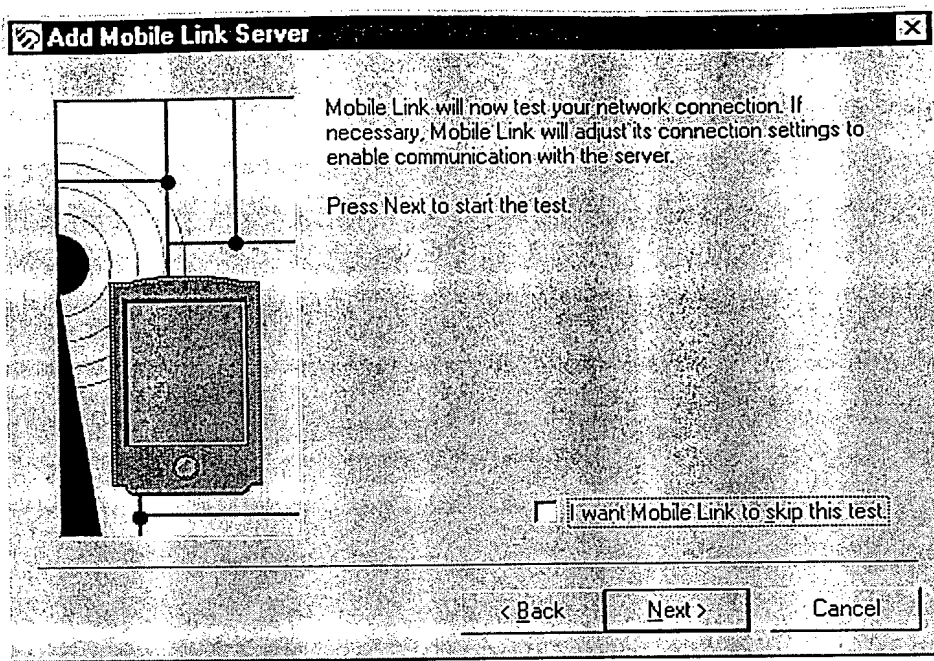 Add Mobile Link Server
Mobile Link will now test your network connection. If
necessary, Mobile Link will adjust its connection settings to
enable communication with the server.
Press Next to start the test.
I want Mobile Link to skip this test.
< Back
Next >
Cancel